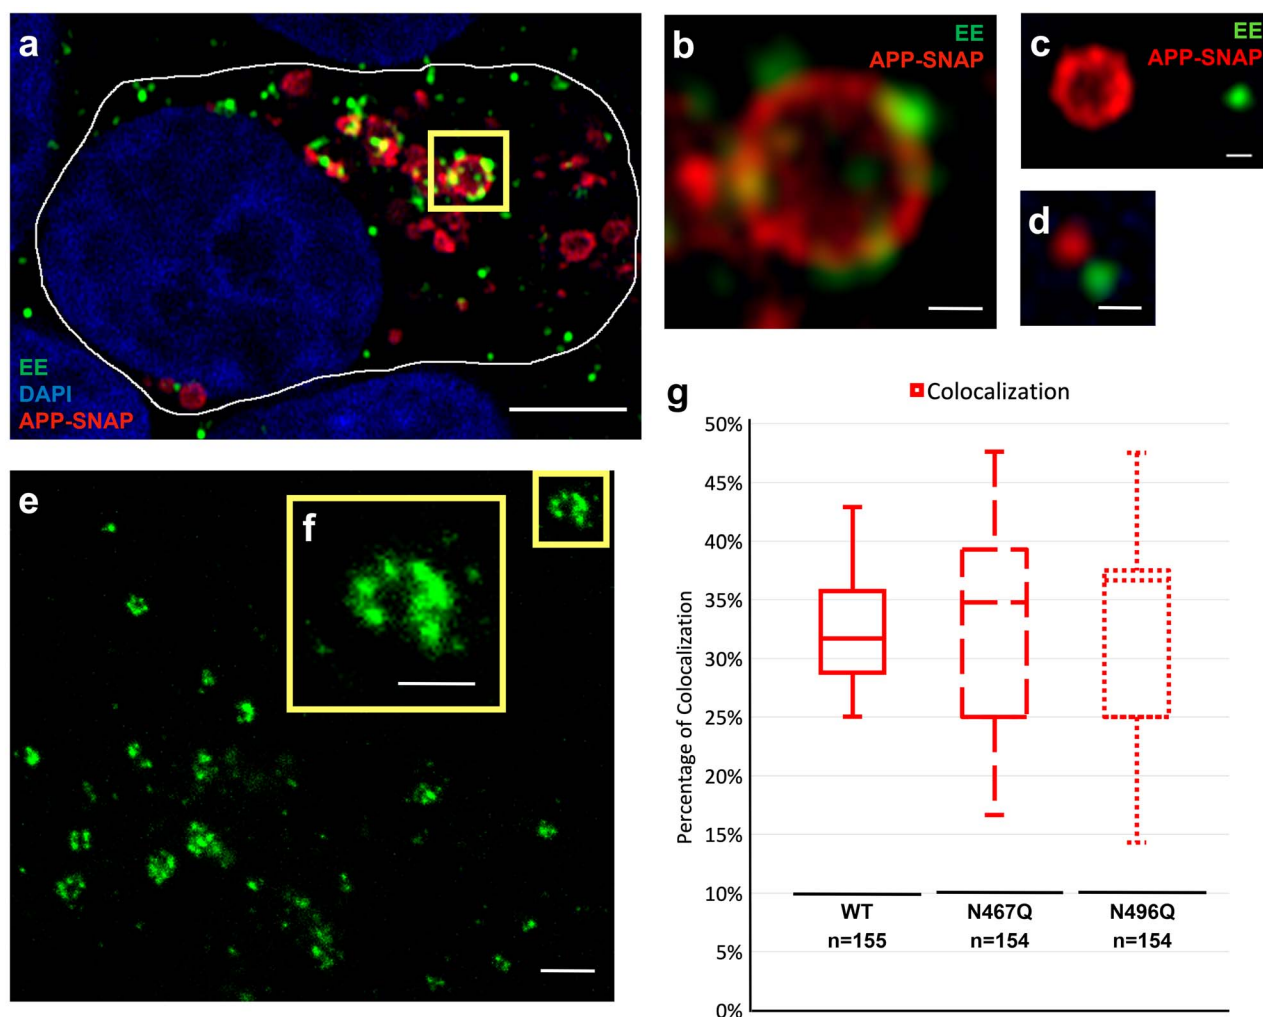 a
EE
DAPI
APP-SNAP
b
EE
APP-SNAP
c
EE
APP-SNAP
d
e
f
g
Colocalization
Percentage of Colocalization
50%
45%
40%
35%
30%
25%
20%
15%
10%
5%
0%
WT
n=155
N467Q
n=154
N496Q
n=154